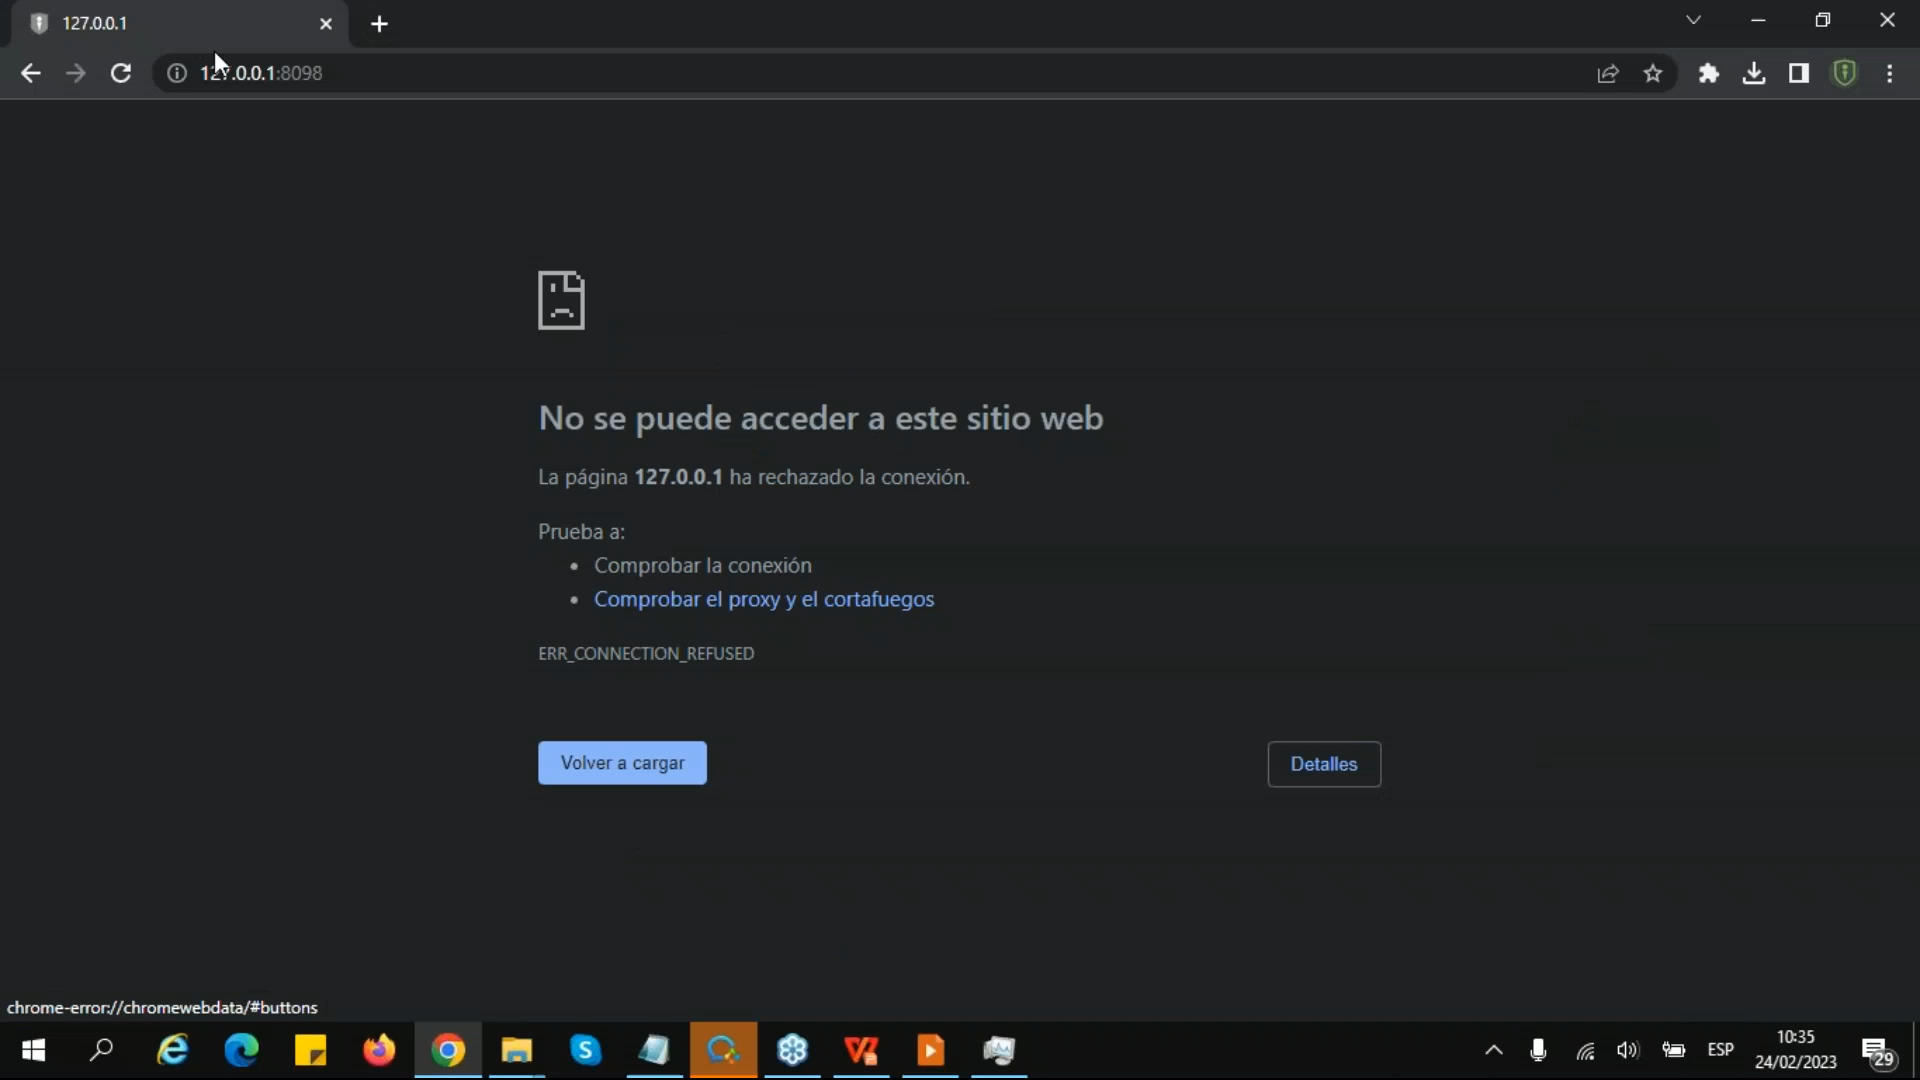 127.0.0.1
127.0.0.1:8098
No se puede acceder a este sitio web
La página 127.0.0.1 ha rechazado la conexión.
Prueba a:
• Comprobar la conexión
• Comprobar el proxy y el cortafuegos
ERR_CONNECTION_REFUSED
Volver a cargar
Detalles
chrome-error://chromewebdata/#buttons
ESP
10:35
24/02/2023
29